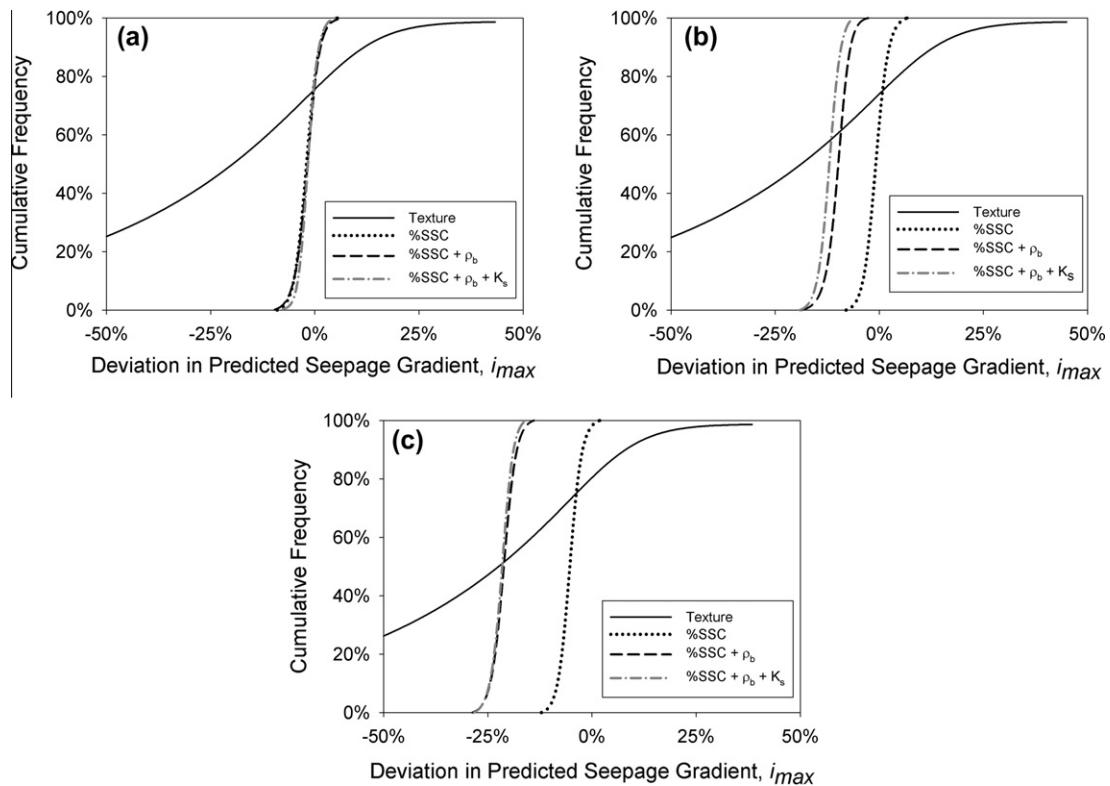 (a)
100%
80%
60%
40%
20%
0%
Cumulative Frequency
Texture
%SSC
%SSC + ρb
%SSC + ρb + Ks
-50% -25% 0% 25% 50%
Deviation in Predicted Seepage Gradient, imax
(b)
100%
80%
60%
40%
20%
0%
Cumulative Frequency
Texture
%SSC
%SSC + ρb
%SSC + ρb + Ks
-50% -25% 0% 25% 50%
Deviation in Predicted Seepage Gradient, imax
(c)
100%
80%
60%
40%
20%
0%
Cumulative Frequency
Texture
%SSC
%SSC + ρb
%SSC + ρb + Ks
-50% -25% 0% 25% 50%
Deviation in Predicted Seepage Gradient, imax